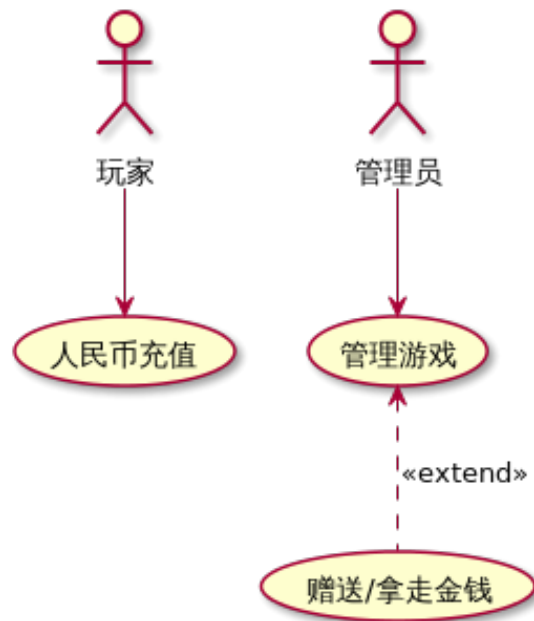 玩家
管理员
人民币充值
管理游戏
«extend»
赠送/拿走金钱